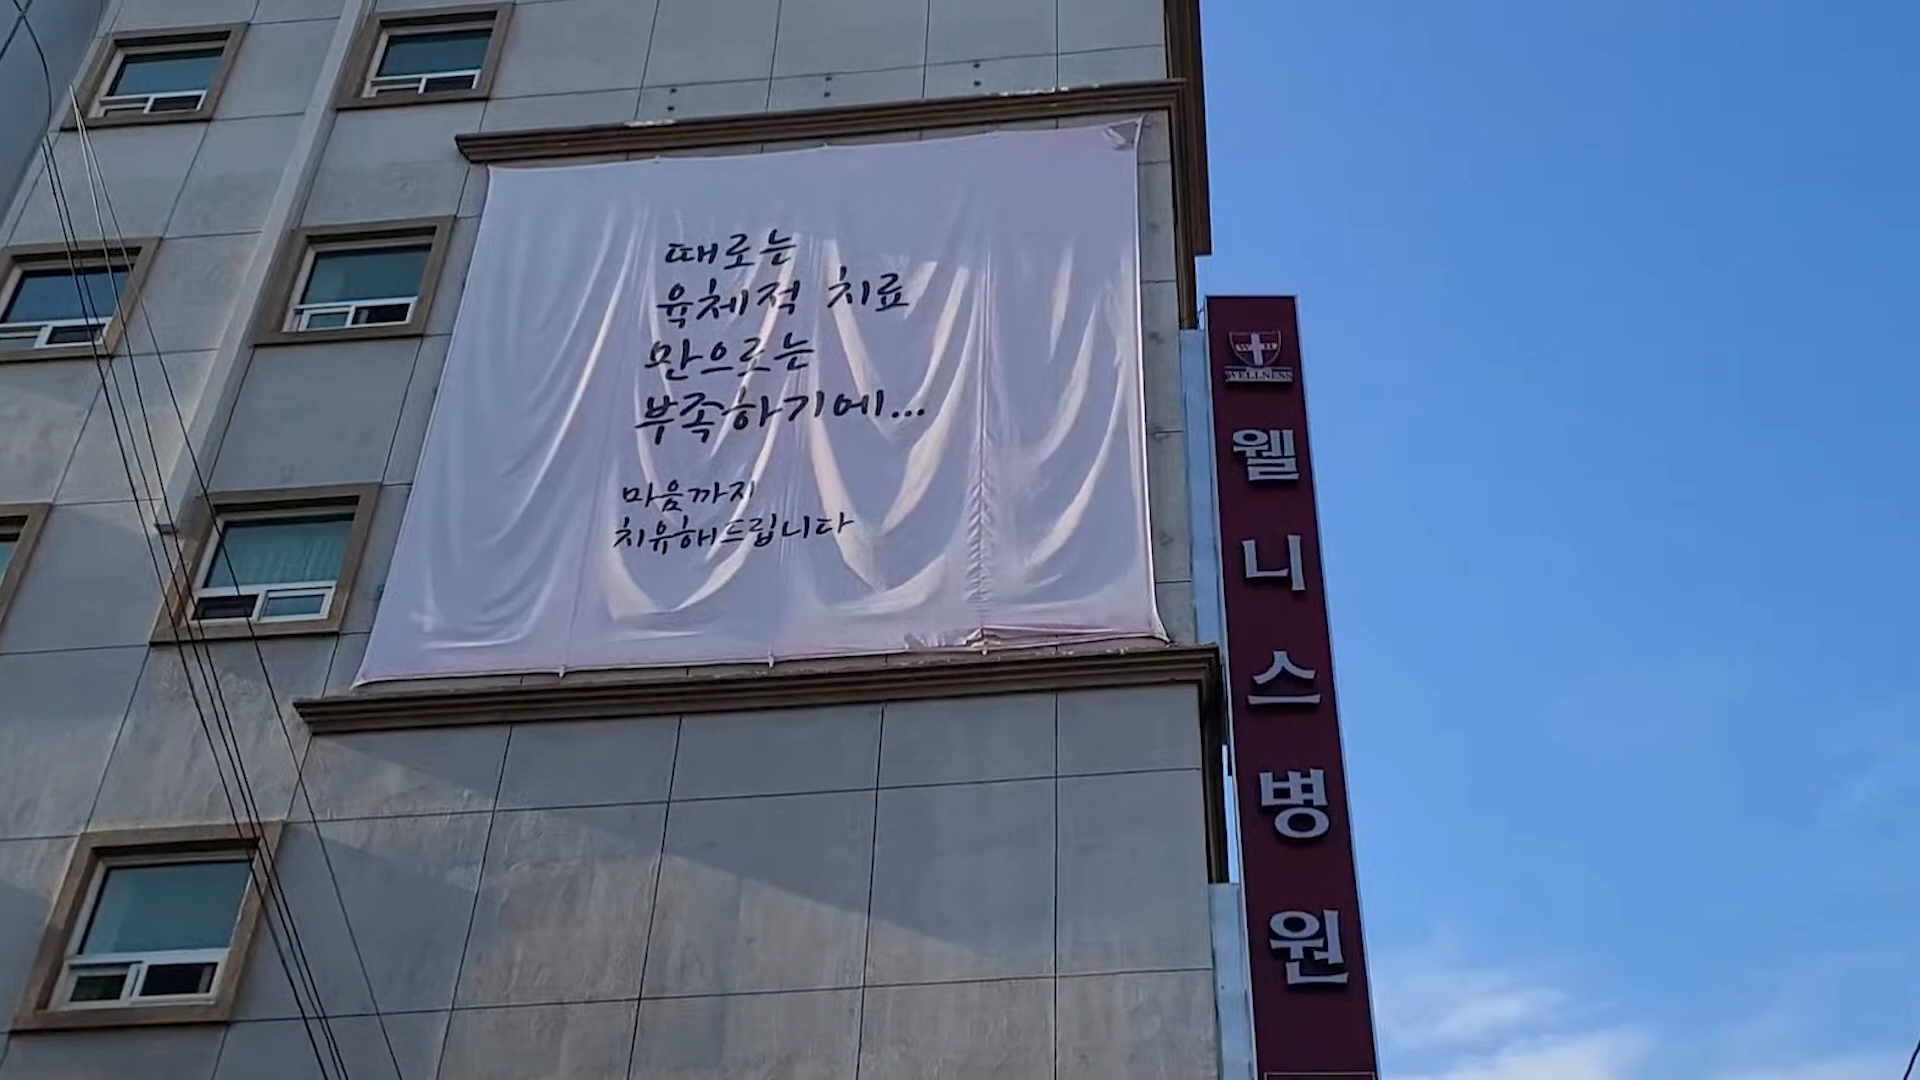 때로는
육체적 치료
만으로는
부족하기에...
마음까지
치유해드립니다
WELLNESS
웰니스병원